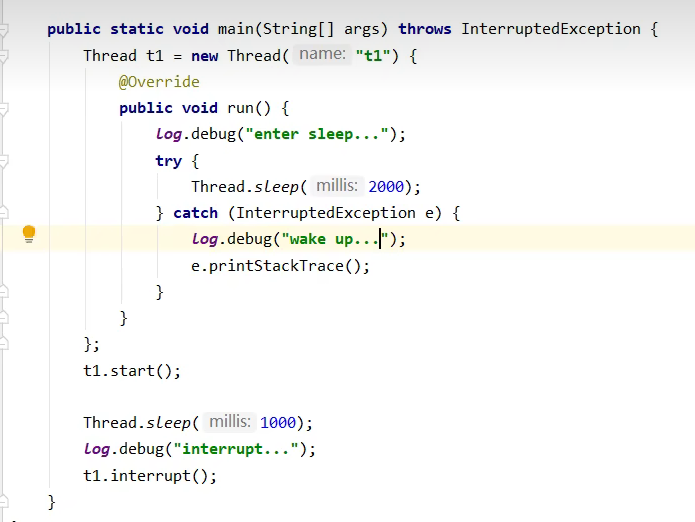 public static void main(String[] args) throws InterruptedException {
Thread t1 = new Thread( name: "t1") {
@Override
public void run() {
log.debug("enter sleep...");
try {
Thread.sleep( millis: 2000);
} catch (InterruptedException e) {
log.debug("wake up...");
e.printStackTrace();
}
}
};
t1.start();
Thread.sleep( millis: 1000);
log.debug("interrupt...");
t1.interrupt();
}